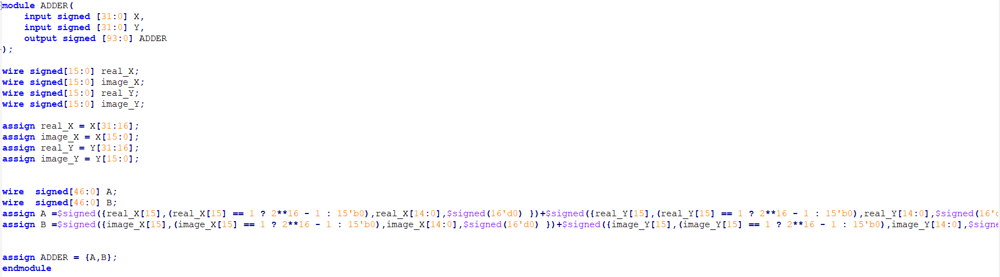 module ADDER(
input signed [31:0] X,
input signed [31:0] Y,
output signed [93:0] ADDER
);
wire signed[15:0] real_X;
wire signed[15:0] image_X;
wire signed[15:0] real_Y;
wire signed[15:0] image_Y;
assign real_X = X[31:16];
assign image_X = X[15:0];
assign real_Y = Y[31:16];
assign image_Y = Y[15:0];
wire  signed[46:0] A;
wire  signed[46:0] B;
assign A =$signed({real_X[15],(real_X[15] == 1 ? 2**16 - 1 : 15'b0),real_X[14:0],$signed(16'd0) })+$signed({real_Y[15],(real_Y[15] == 1 ? 2**16 - 1 : 15'b0),real_Y[14:0],$signed(16'
assign B =$signed({image_X[15],(image_X[15] == 1 ? 2**16 - 1 : 15'b0),image_X[14:0],$signed(16'd0) })+$signed({image_Y[15],(image_Y[15] == 1 ? 2**16 - 1 : 15'b0),image_Y[14:0],$signe
assign ADDER = {A,B};
endmodule